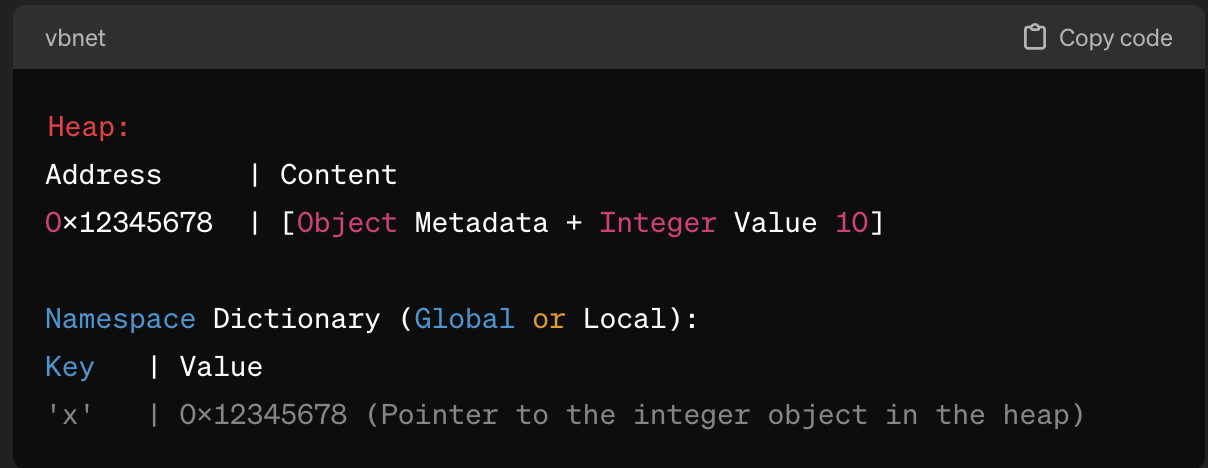 vbnet
Copy code
Heap:
Address | Content
0x12345678 | [Object Metadata + Integer Value 10]
Namespace Dictionary (Global or Local):
Key | Value
'x' | 0x12345678 (Pointer to the integer object in the heap)